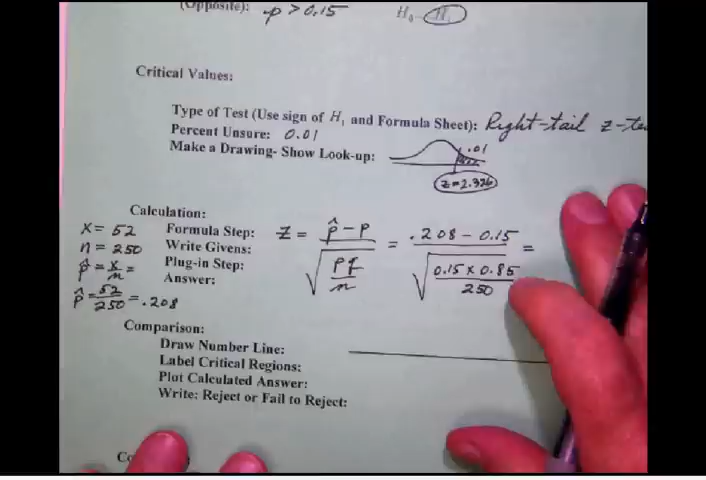 (Opposite): p > 0.15 H₀ H₁
Critical Values:
Type of Test (Use sign of H₁ and Formula Sheet): Right-tail z-te
Percent Unsure: 0.01
Make a Drawing- Show Look-up: .01
z=2.326
Calculation:
x = 52 Formula Step: z = p̂ - p / √(pq/n) = .208 - 0.15 / √(0.15 x 0.85 / 250) =
n = 250 Write Givens:
p̂ = x/n = Plug-in Step:
Answer:
p̂ = 52/250 = .208
Comparison:
Draw Number Line:
Label Critical Regions:
Plot Calculated Answer:
Write: Reject or Fail to Reject: